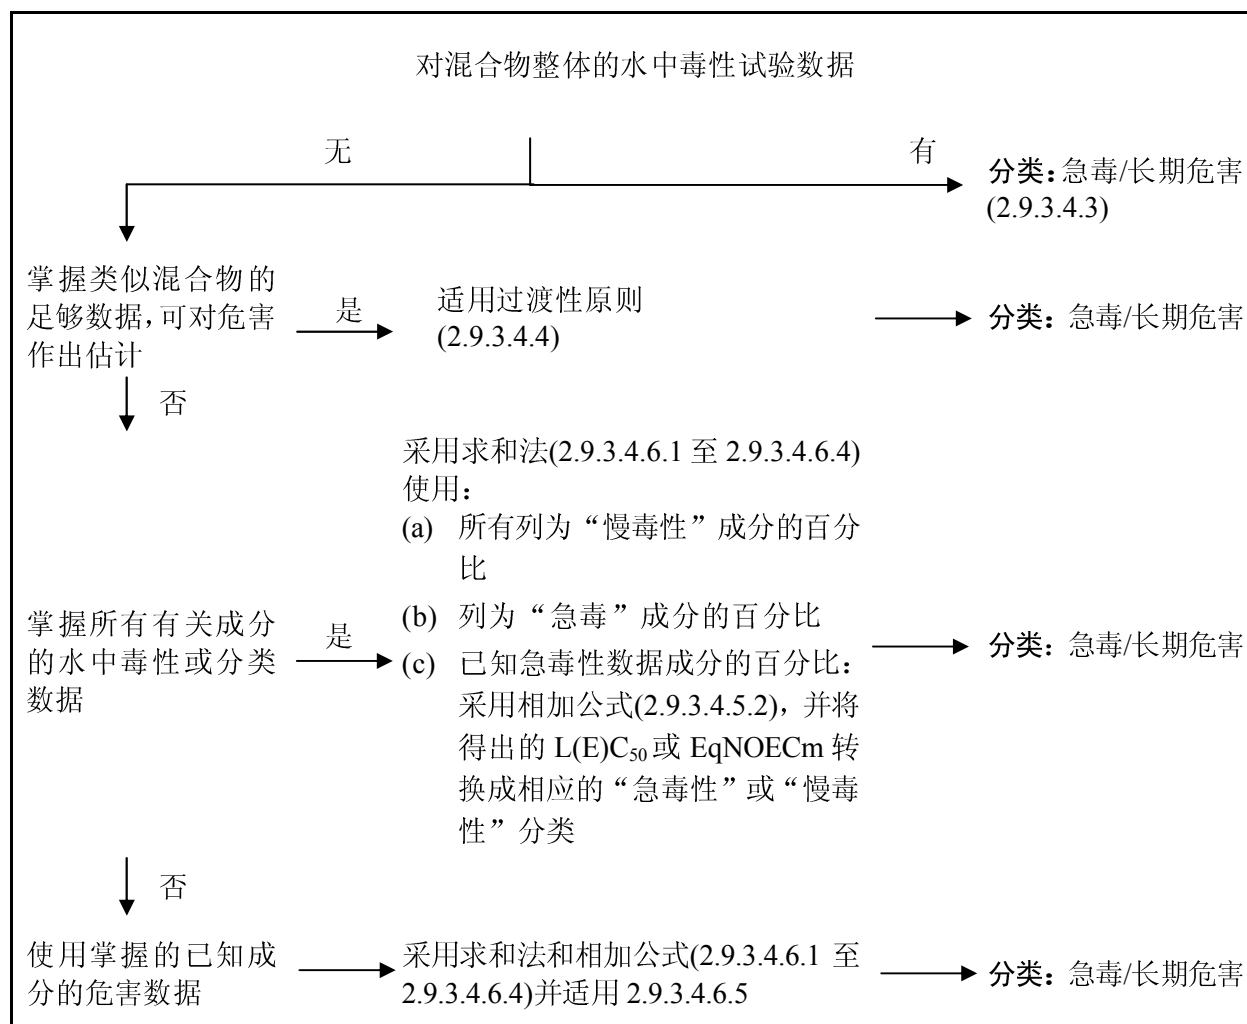 对混合物整体的水中毒性试验数据
无
有
分类：急毒/长期危害
(2.9.3.4.3)
掌握类似混合物的
足够数据，可对危害
作出估计
是
适用过渡性原则
(2.9.3.4.4)
分类：急毒/长期危害
否
采用求和法(2.9.3.4.6.1 至 2.9.3.4.6.4)
使用：
(a) 所有列为“慢毒性”成分的百分
比
(b) 列为“急毒”成分的百分比
(c) 已知急毒性数据成分的百分比：
采用相加公式(2.9.3.4.5.2)，并将
得出的 L(E)C50 或 EqNOECm 转
换成相应的“急毒性”或“慢毒
性”分类
掌握所有有关成分
的水中毒性或分类
数据
是
分类：急毒/长期危害
否
使用掌握的已知成
分的危害数据
采用求和法和相加公式(2.9.3.4.6.1 至
2.9.3.4.6.4)并适用 2.9.3.4.6.5
分类：急毒/长期危害